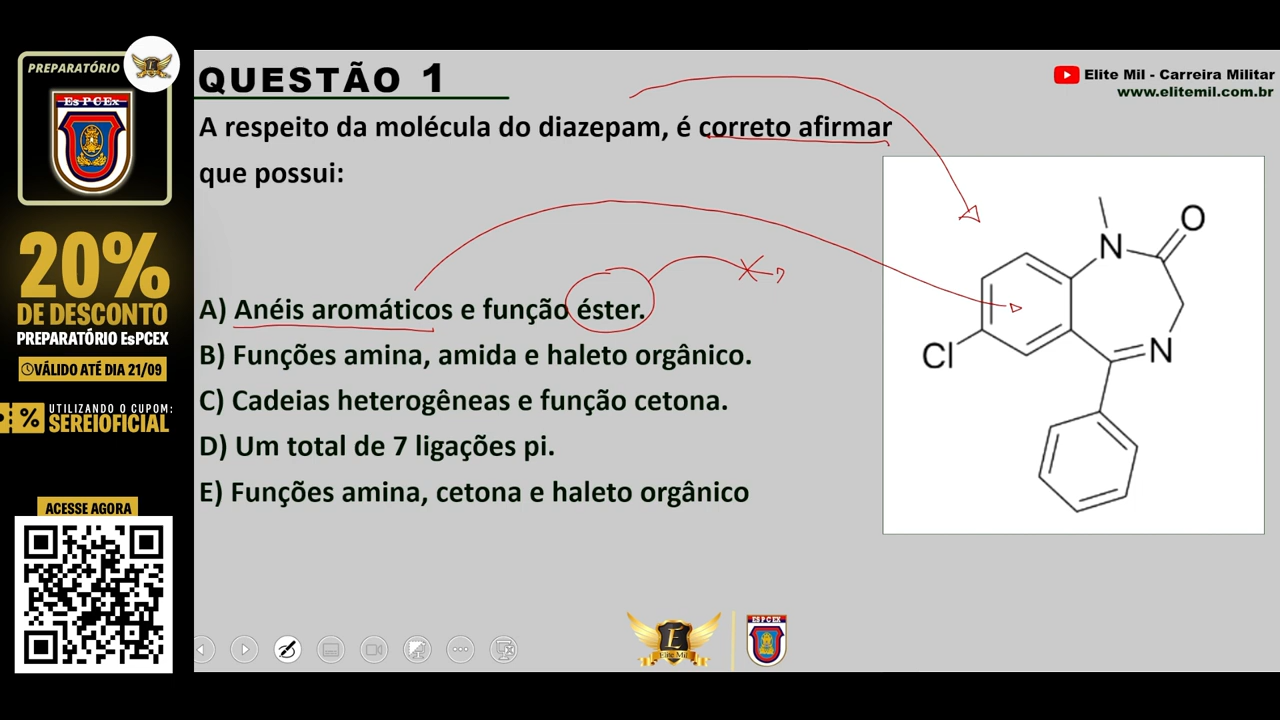 PREPARATÓRIO
EsPCEx
20%
DE DESCONTO
PREPARATÓRIO EsPCEX
VÁLIDO ATÉ DIA 21/09
%
UTILIZANDO O CUPOM:
SEREIOFICIAL
ACESSE AGORA
QUESTÃO 1
Elite Mil - Carreira Militar
www.elitemil.com.br
A respeito da molécula do diazepam, é correto afirmar
que possui:
A) Anéis aromáticos e função éster.
B) Funções amina, amida e haleto orgânico.
C) Cadeias heterogêneas e função cetona.
D) Um total de 7 ligações pi.
E) Funções amina, cetona e haleto orgânico
N
O
Cl
N
E
Elite Mil
ESPCEX